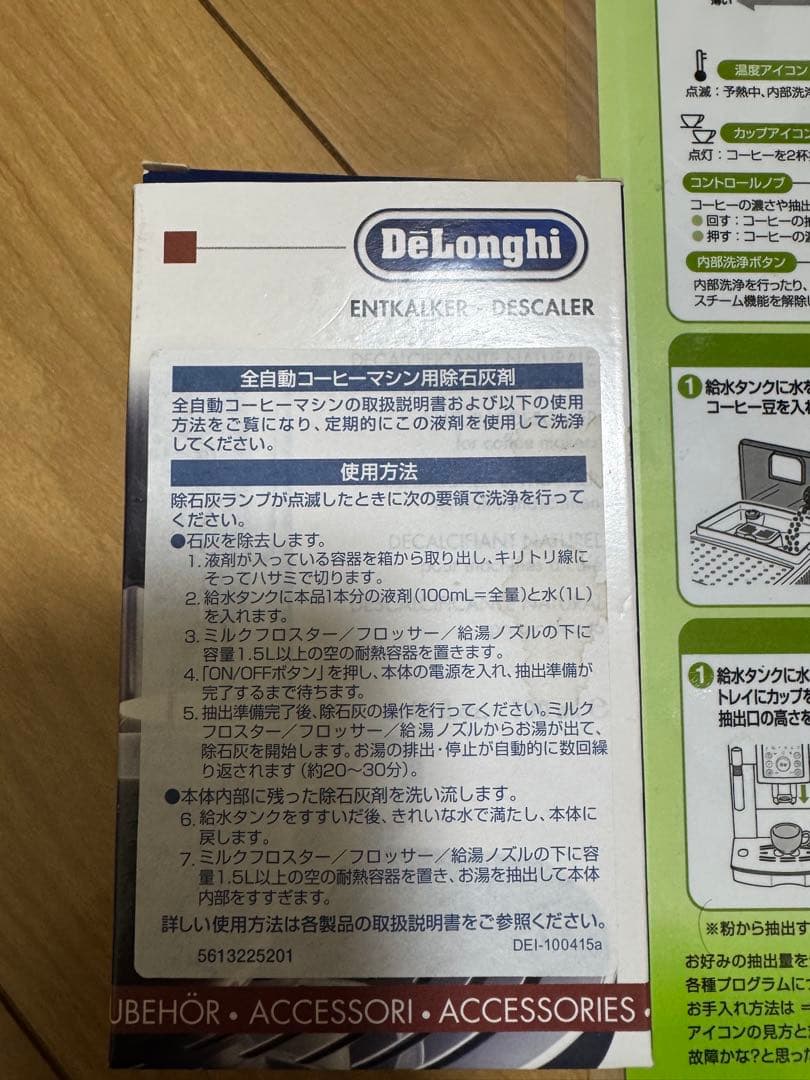 DēLonghi
ENTKALKER - DESCALER
全自動コーヒーマシン用除石灰剤
全自動コーヒーマシンの取扱説明書および以下の使用
方法をご覧になり、定期的にこの液剤を使用して洗浄
してください。
使用方法
除石灰ランプが点滅したときに次の要領で洗浄を行って
ください。
●石灰を除去します。
1. 液剤が入っている容器を箱から取り出し、キリトリ線に
そってハサミで切ります。
2. 給水タンクに本品1本分の液剤(100mL=全量)と水(1L)
を入れます。
3. ミルクフロスター/フロッサー/給湯ノズルの下に
容量1.5L以上の空の耐熱容器を置きます。
4. 「ON/OFFボタン」を押し、本体の電源を入れ、抽出準備が
完了するまで待ちます。
5. 抽出準備完了後、除石灰の操作を行ってください。ミルク
フロスター/フロッサー/給湯ノズルからお湯が出て、
除石灰を開始します。お湯の排出・停止が自動的に数回繰
り返されます(約20〜30分)。
●本体内部に残った除石灰剤を洗い流します。
6. 給水タンクをすすいだ後、きれいな水で満たし、本体に
戻します。
7. ミルクフロスター/フロッサー/給湯ノズルの下に容
量1.5L以上の空の耐熱容器を置き、お湯を抽出して本体
内部をすすぎます。
詳しい使用方法は各製品の取扱説明書をご参照ください。
5613225201
DEI-100415a
UBEHÖR • ACCESSORI • ACCESSORIES •
薄い
温度アイコン
点滅:予熱中、内部洗浄
カップアイコン
点灯:コーヒーを2杯
コントロールノブ
コーヒーの濃さや抽出
●回す:コーヒーの抽
●押す:コーヒーの濃
内部洗浄ボタン
内部洗浄を行ったり、
スチーム機能を解除
1 給水タンクに水を
コーヒー豆を入れ
1 給水タンクに水
トレイにカップを
抽出口の高さを
※粉から抽出す
お好みの抽出量を
各種プログラムに
お手入れ方法は =
アイコンの見方と
故障かな?と思った